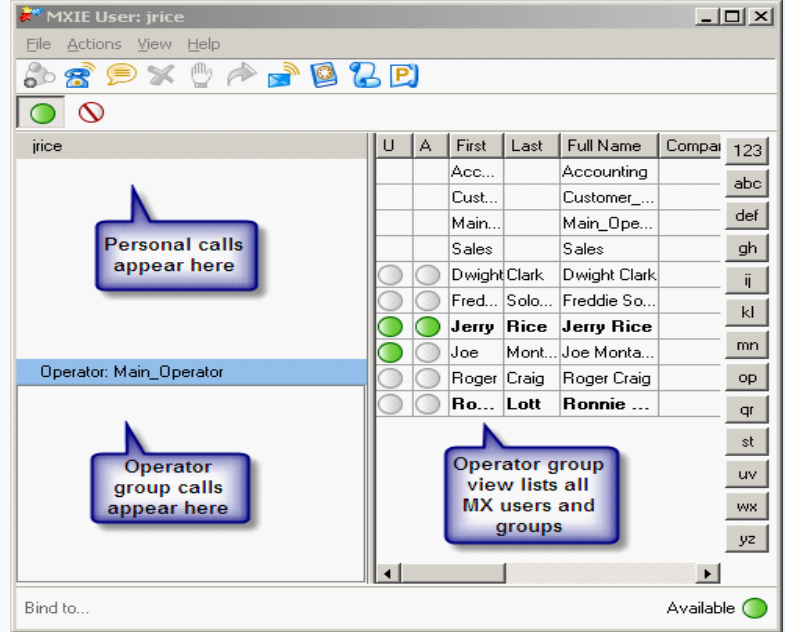 MXIE User: jrice
File Actions View Help
jrice
Personal calls
appear here
Operator: Main_Operator
Operator
group calls
appear here
U A First Last Full Name Compa
Acc... Accounting
Cust... Customer_...
Main... Main_Ope...
Sales Sales
Dwight Clark Dwight Clark
Fred... Solo... Freddie So...
Jerry Rice Jerry Rice
Joe Mont... Joe Monta...
Roger Craig Roger Craig
Ro... Lott Ronnie ...
Operator group
view lists all
MX users and
groups
123
abc
def
gh
ij
kl
mn
op
qr
st
uv
wx
yz
Bind to... Available